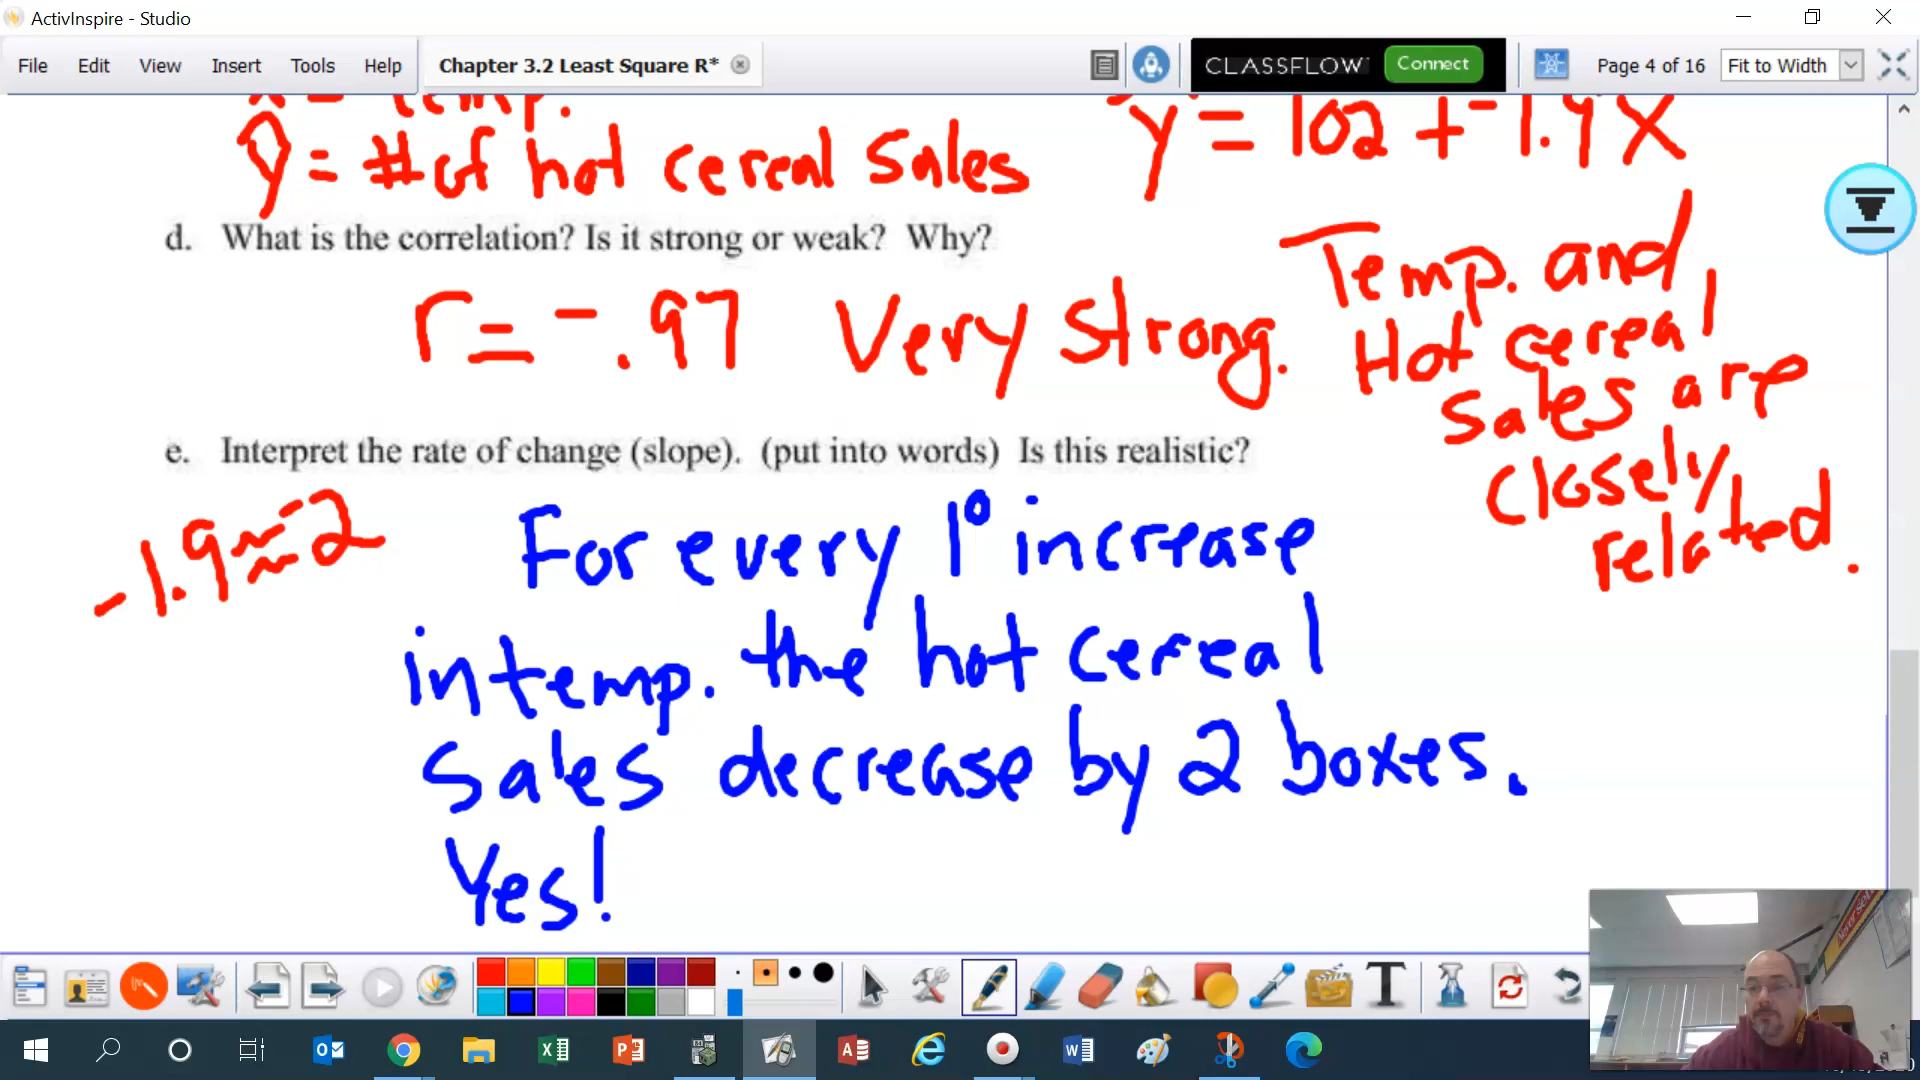 ActivInspire - Studio
File Edit View Insert Tools Help Chapter 3.2 Least Square R* CLASSFLOW Connect Page 4 of 16 Fit to Width
= Temp.
ŷ = # of hot cereal Sales
ŷ = 102 + -1.9X
d. What is the correlation? Is it strong or weak? Why?
r = -.97 Very strong.
Temp. and
Hot cereal
sales are
closely
related.
e. Interpret the rate of change (slope). (put into words) Is this realistic?
-1.9≈-2
For every 1° increase
in temp. the hot cereal
sales decrease by 2 boxes.
Yes!